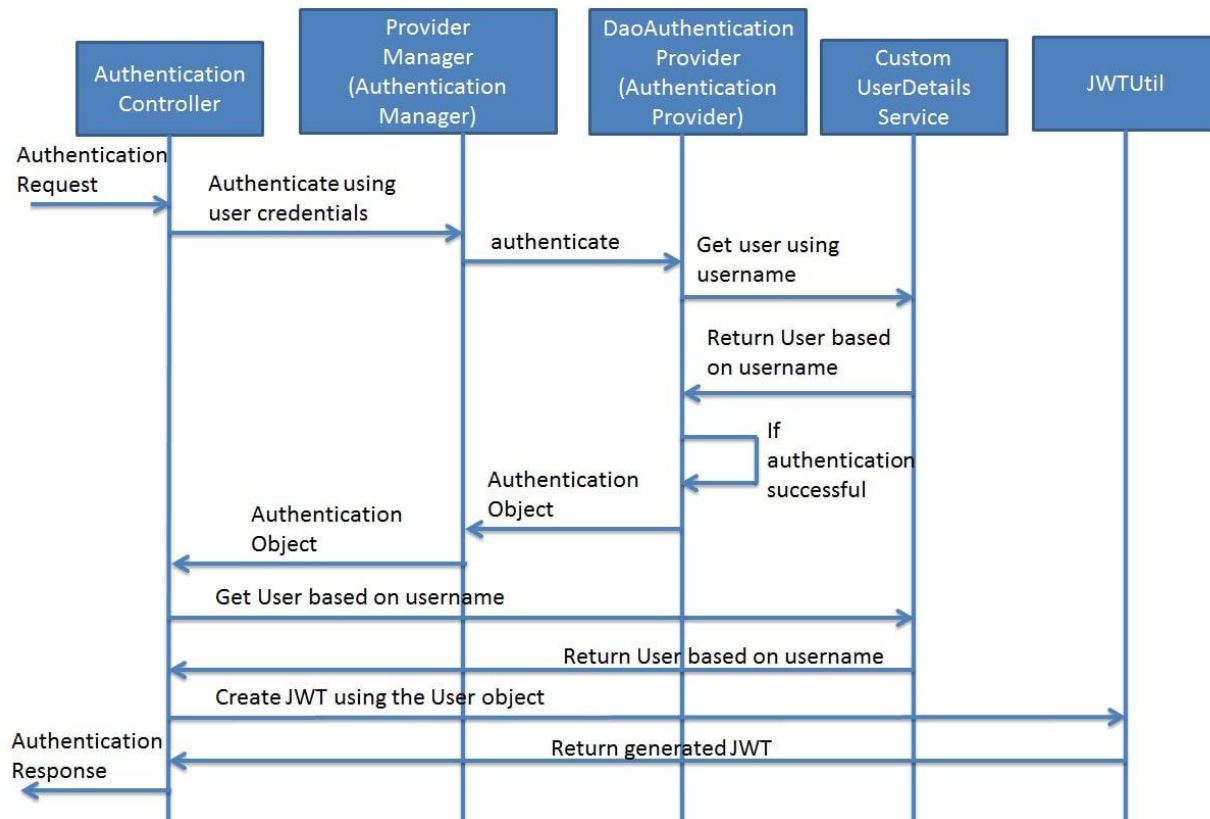 Authentication
Controller
Provider
Manager
(Authentication
Manager)
DaoAuthentication
Provider
(Authentication
Provider)
Custom
UserDetails
Service
JWTUtil
Authentication
Request
Authenticate using
user credentials
authenticate
Get user using
username
Return User based
on username
If
authentication
successful
Authentication
Object
Authentication
Object
Get User based on username
Return User based on username
Create JWT using the User object
Return generated JWT
Authentication
Response